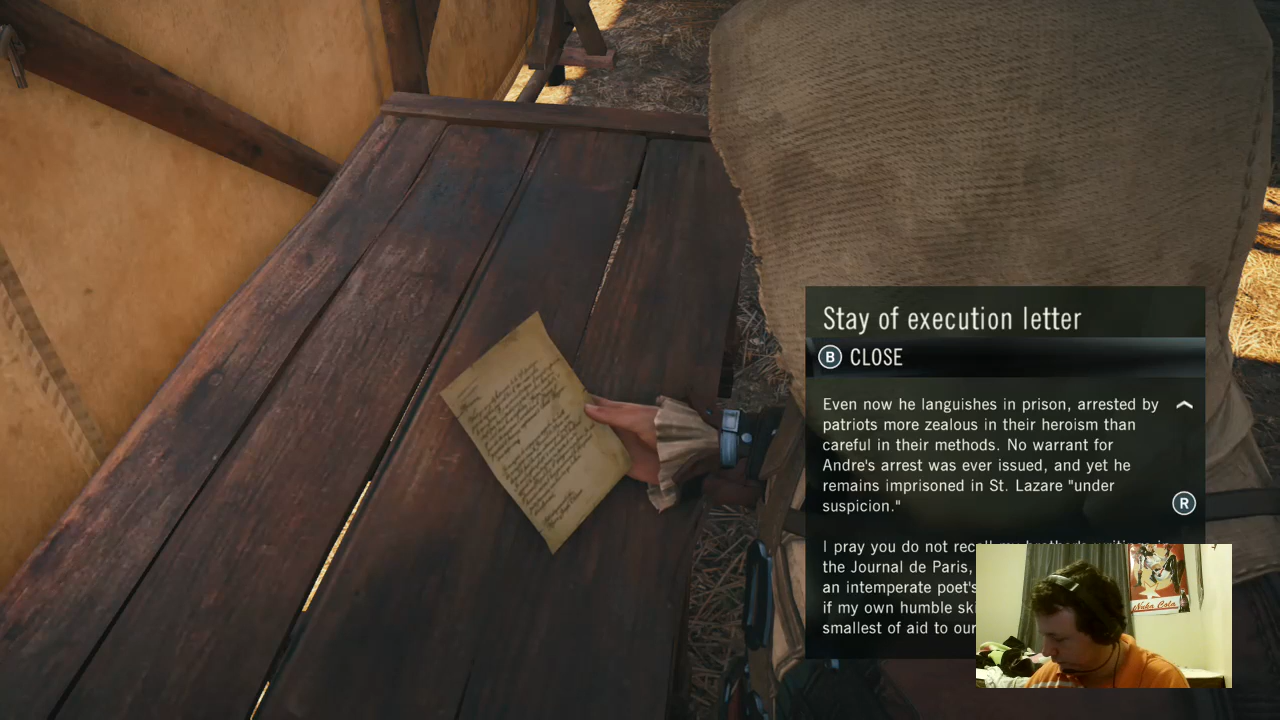 Stay of execution letter
B CLOSE
Even now he languishes in prison, arrested by
patriots more zealous in their heroism than
careful in their methods. No warrant for
Andre's arrest was ever issued, and yet he
remains imprisoned in St. Lazare "under
suspicion."
R
I pray you do not
the Journal de Paris,
an intemperate poet's
if my own humble
smallest of aid to our
Nuka Cola